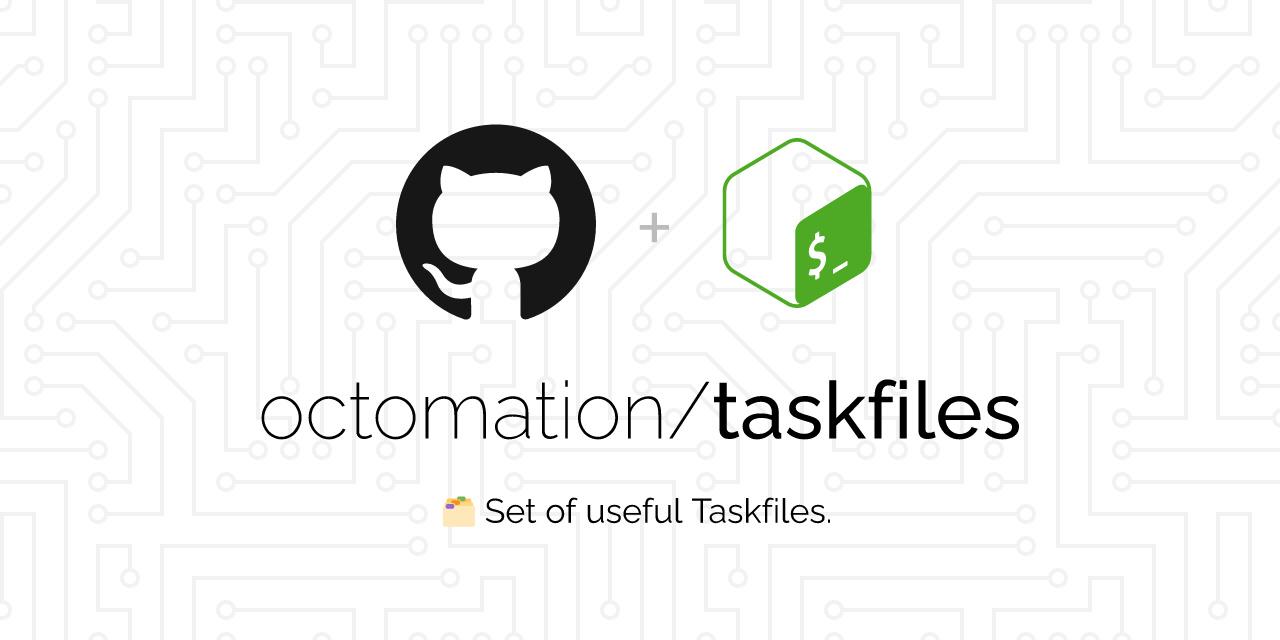 +
$_
octomation/taskfiles
Set of useful Taskfiles.